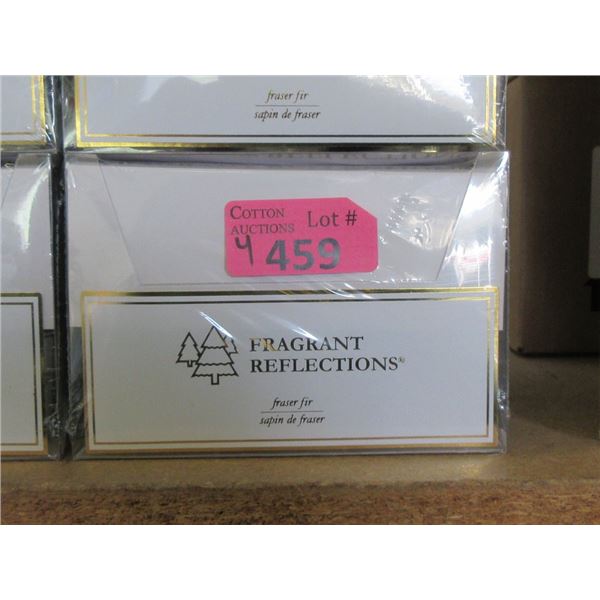 fraser fir
sapin de fraser
COTTON
AUCTIONS
Lot #
4 459
FRAGRANT
REFLECTIONS®
fraser fir
sapin de fraser